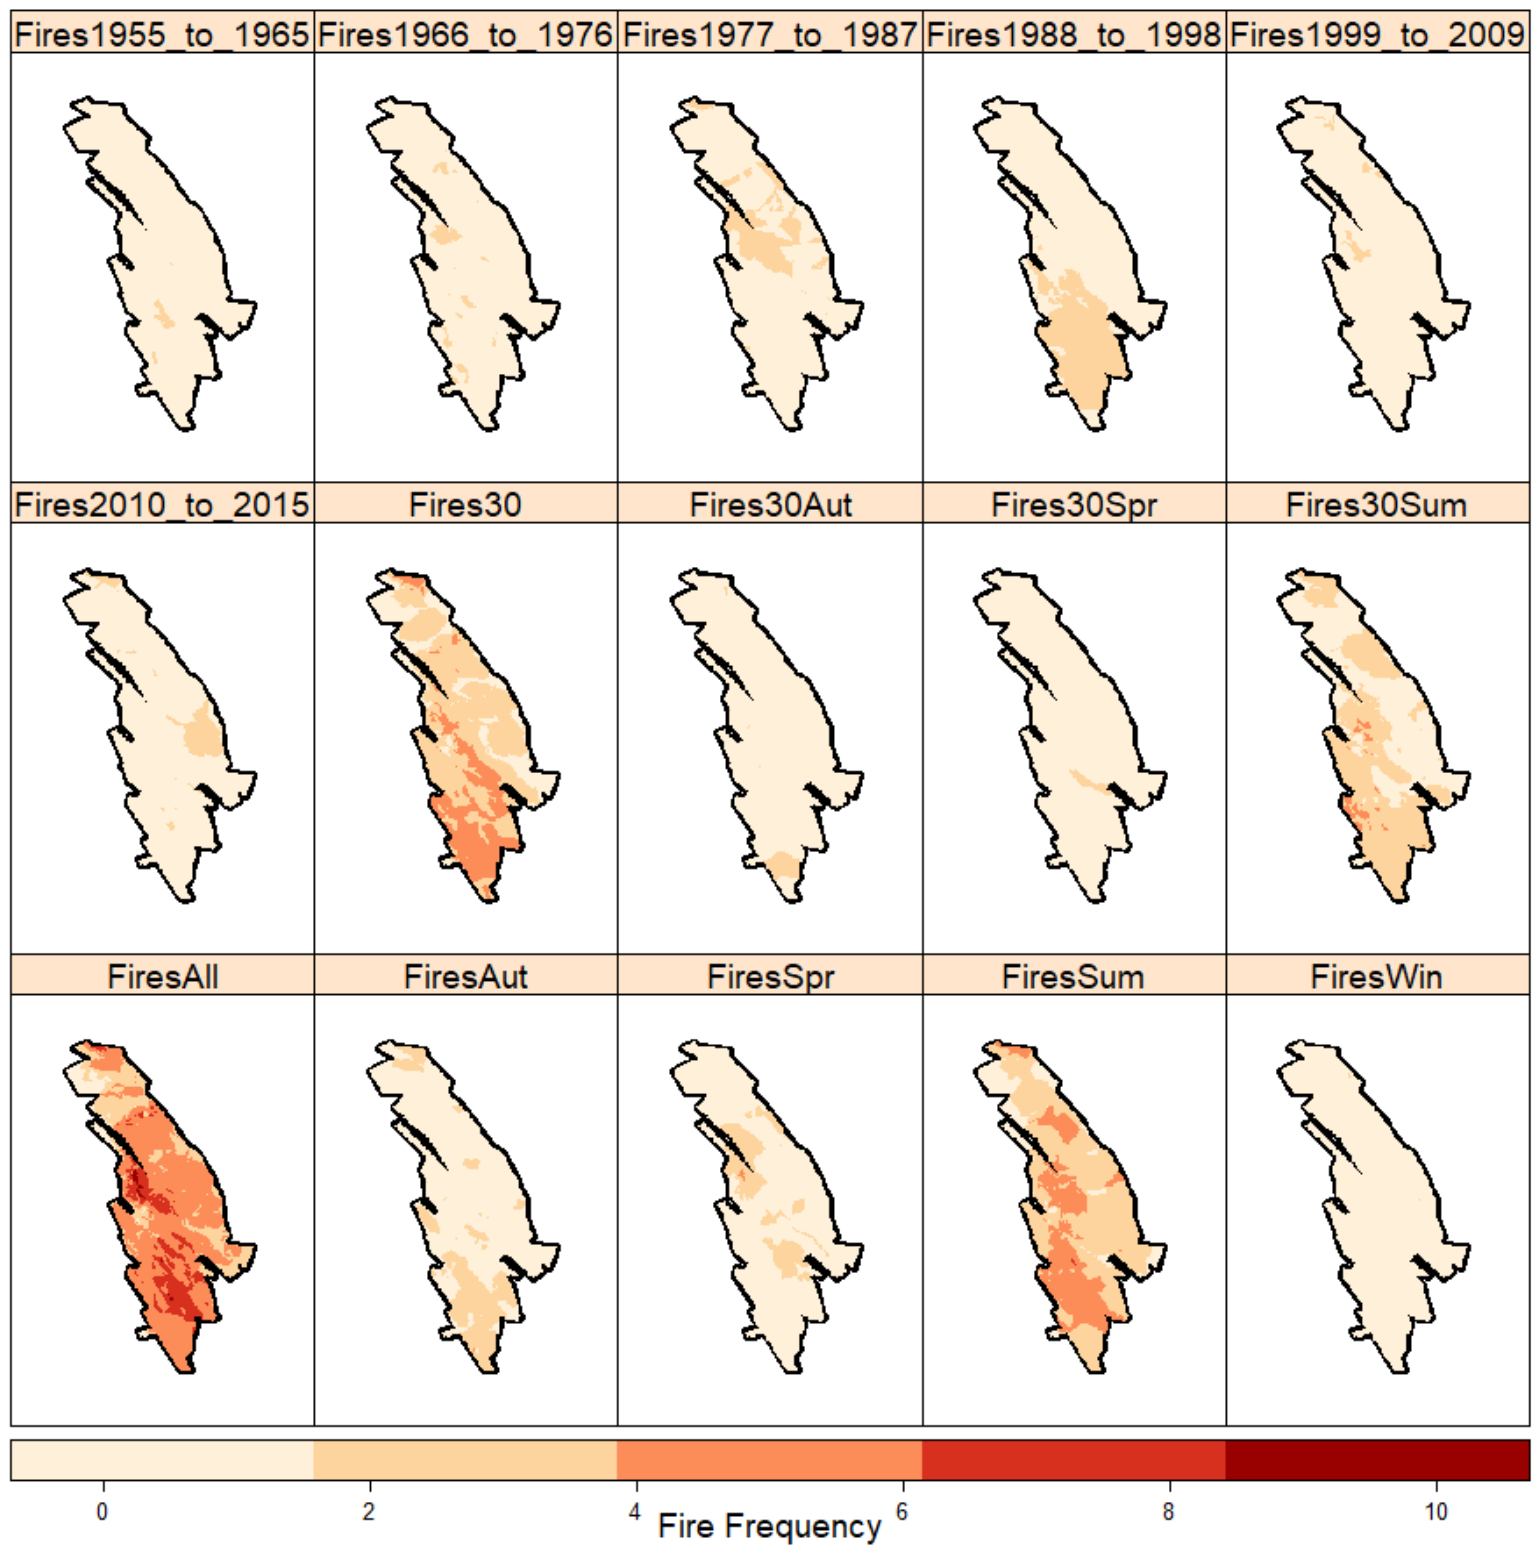 Fires1955_to_1965 Fires1966_to_1976 Fires1977_to_1987 Fires1988_to_1998 Fires1999_to_2009
Fires2010_to_2015 Fires30 Fires30Aut Fires30Spr Fires30Sum
FiresAll FiresAut FiresSpr FiresSum FiresWin
0 2 4 6 8 10
Fire Frequency